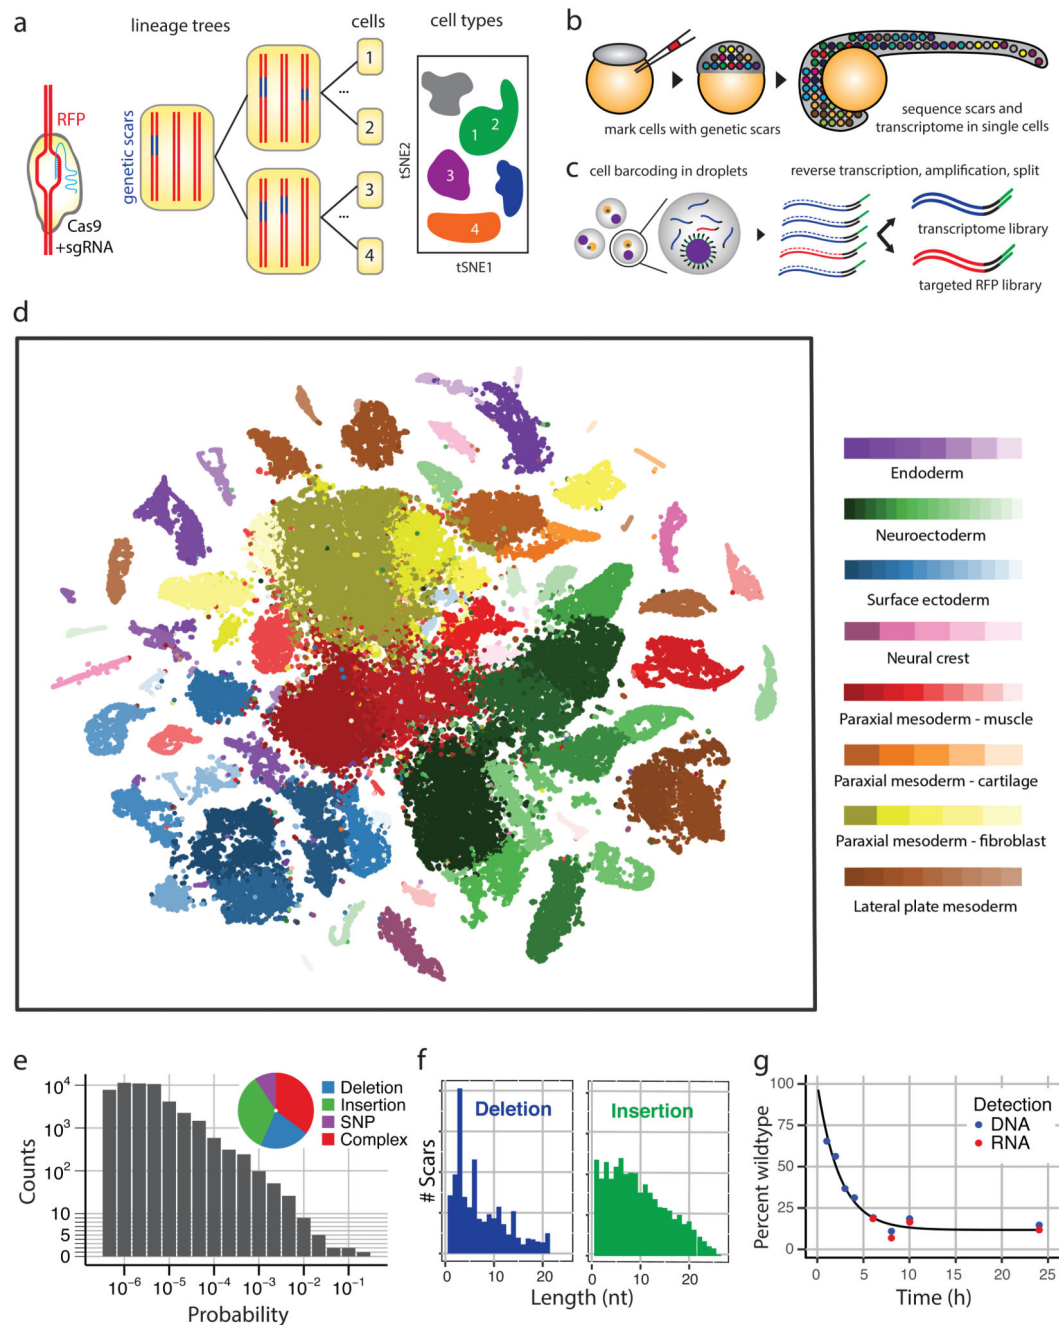 a
lineage trees
cells
cell types
RFP
genetic scars
Cas9
+sgRNA
1
...
2
3
...
4
1
2
3
4
tSNE2
tSNE1
b
mark cells with genetic scars
sequence scars and
transcriptome in single cells
c
cell barcoding in droplets
reverse transcription, amplification, split
transcriptome library
targeted RFP library
d
Endoderm
Neuroectoderm
Surface ectoderm
Neural crest
Paraxial mesoderm - muscle
Paraxial mesoderm - cartilage
Paraxial mesoderm - fibroblast
Lateral plate mesoderm
e
Counts
10⁴
10³
10²
10
5
0
10⁻⁶
10⁻⁵
10⁻⁴
10⁻³
10⁻²
10⁻¹
Probability
Deletion
Insertion
SNP
Complex
f
# Scars
Deletion
Insertion
0
10
20
0
10
20
Length (nt)
g
Percent wildtype
100
75
50
25
0
Detection
DNA
RNA
0
5
10
15
20
25
Time (h)